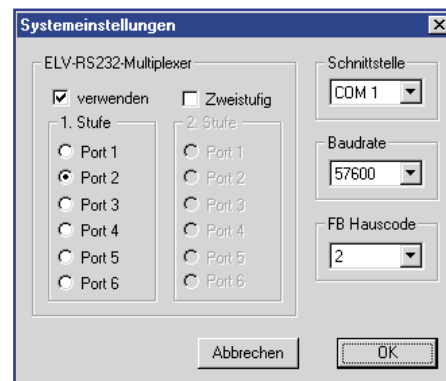 Systemeinstellungen
ELV-RS232-Multiplexer
verwenden
Zweistufig
1. Stufe
Port 1
Port 2
Port 3
Port 4
Port 5
Port 6
2. Stufe
Port 1
Port 2
Port 3
Port 4
Port 5
Port 6
Schnittstelle
COM 1
Baudrate
57600
FB Hauscode
2
Abbrechen
OK